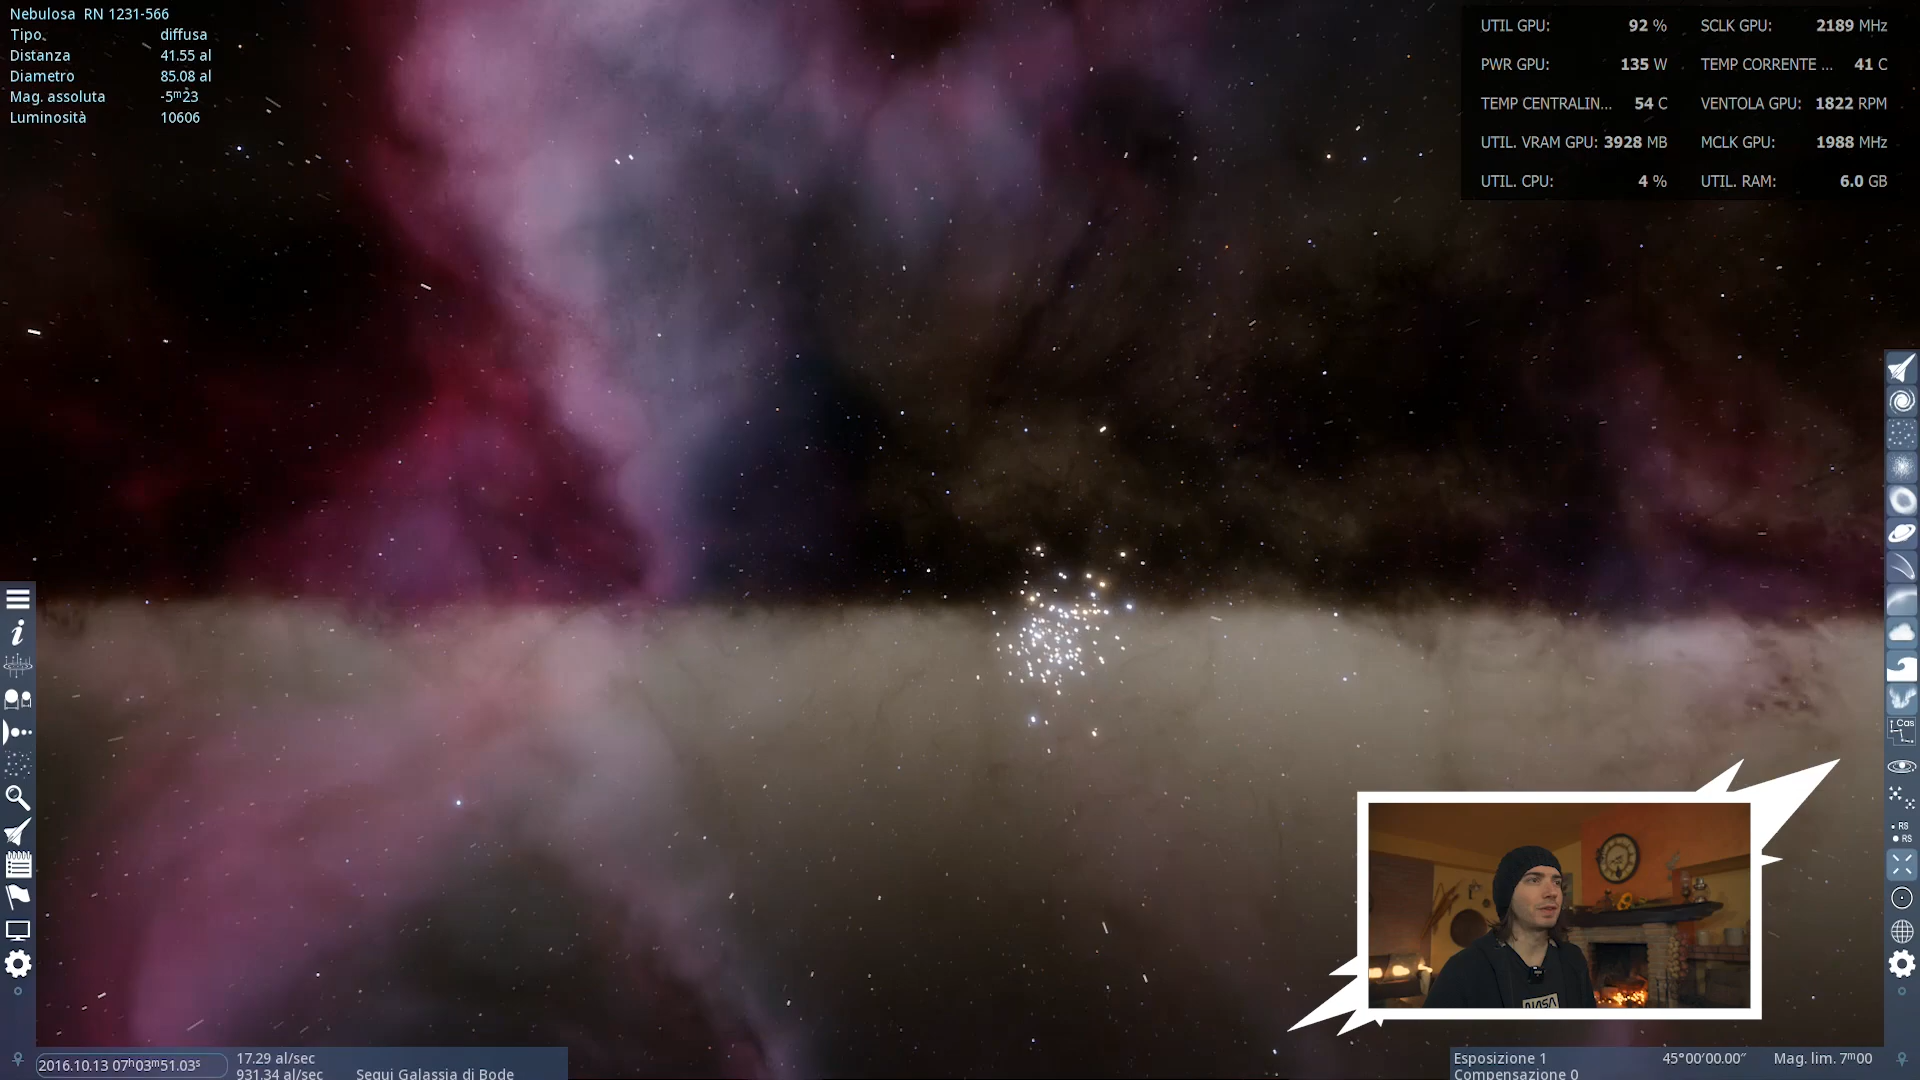 Nebulosa RN 1231-566
Tipo. diffusa
Distanza 41.55 al
Diametro 85.08 al
Mag. assoluta -5ᵐ23
Luminosità 10606
UTIL GPU: 92 % SCLK GPU: 2189 MHz
PWR GPU: 135 W TEMP CORRENTE ... 41 C
TEMP CENTRALIN... 54 C VENTOLA GPU: 1822 RPM
UTIL. VRAM GPU: 3928 MB MCLK GPU: 1988 MHz
UTIL. CPU: 4 % UTIL. RAM: 6.0 GB
Cas
RS
RS
NASA
2016.10.13 07ʰ03ᵐ51.03ˢ
17.29 al/sec
931.34 al/sec Segui Galassia di Bode
Esposizione 1 45°00′00.00″ Mag. lim. 7ᵐ00
Compensazione 0